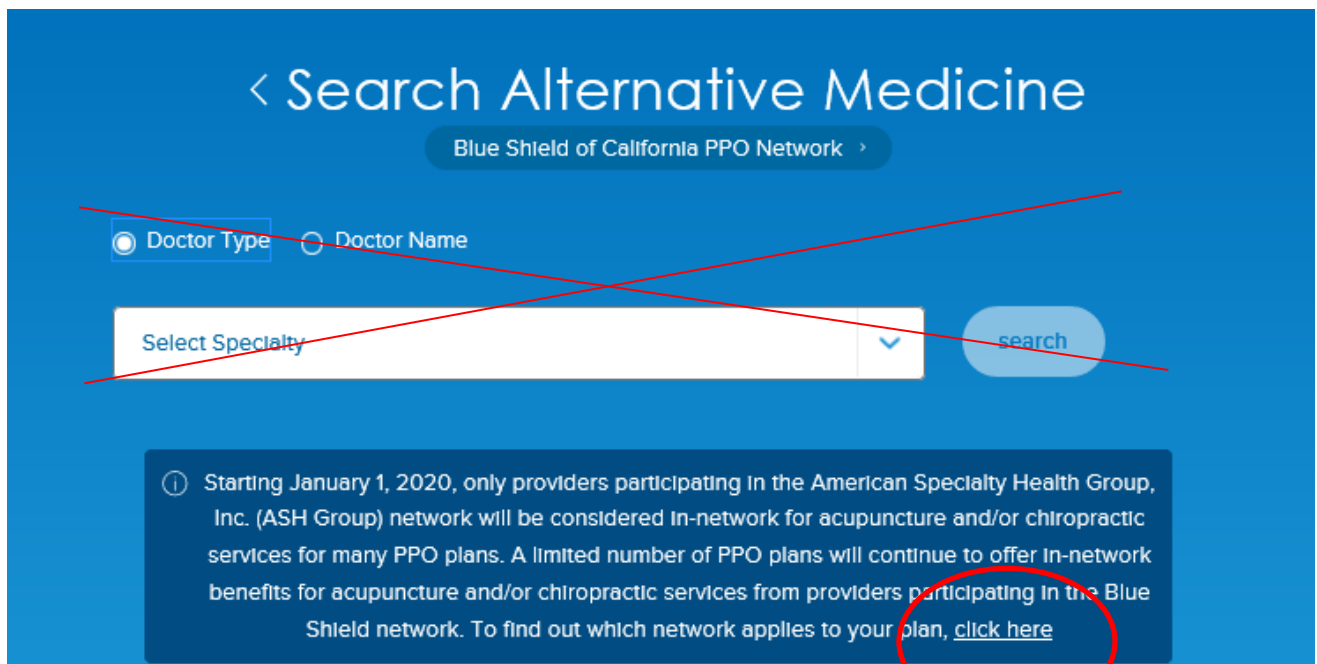 < Search Alternative Medicine
Blue Shield of California PPO Network >
Doctor Type Doctor Name
Select Specialty search
Starting January 1, 2020, only providers participating in the American Specialty Health Group,
Inc. (ASH Group) network will be considered in-network for acupuncture and/or chiropractic
services for many PPO plans. A limited number of PPO plans will continue to offer in-network
benefits for acupuncture and/or chiropractic services from providers participating in the Blue
Shield network. To find out which network applies to your plan, click here